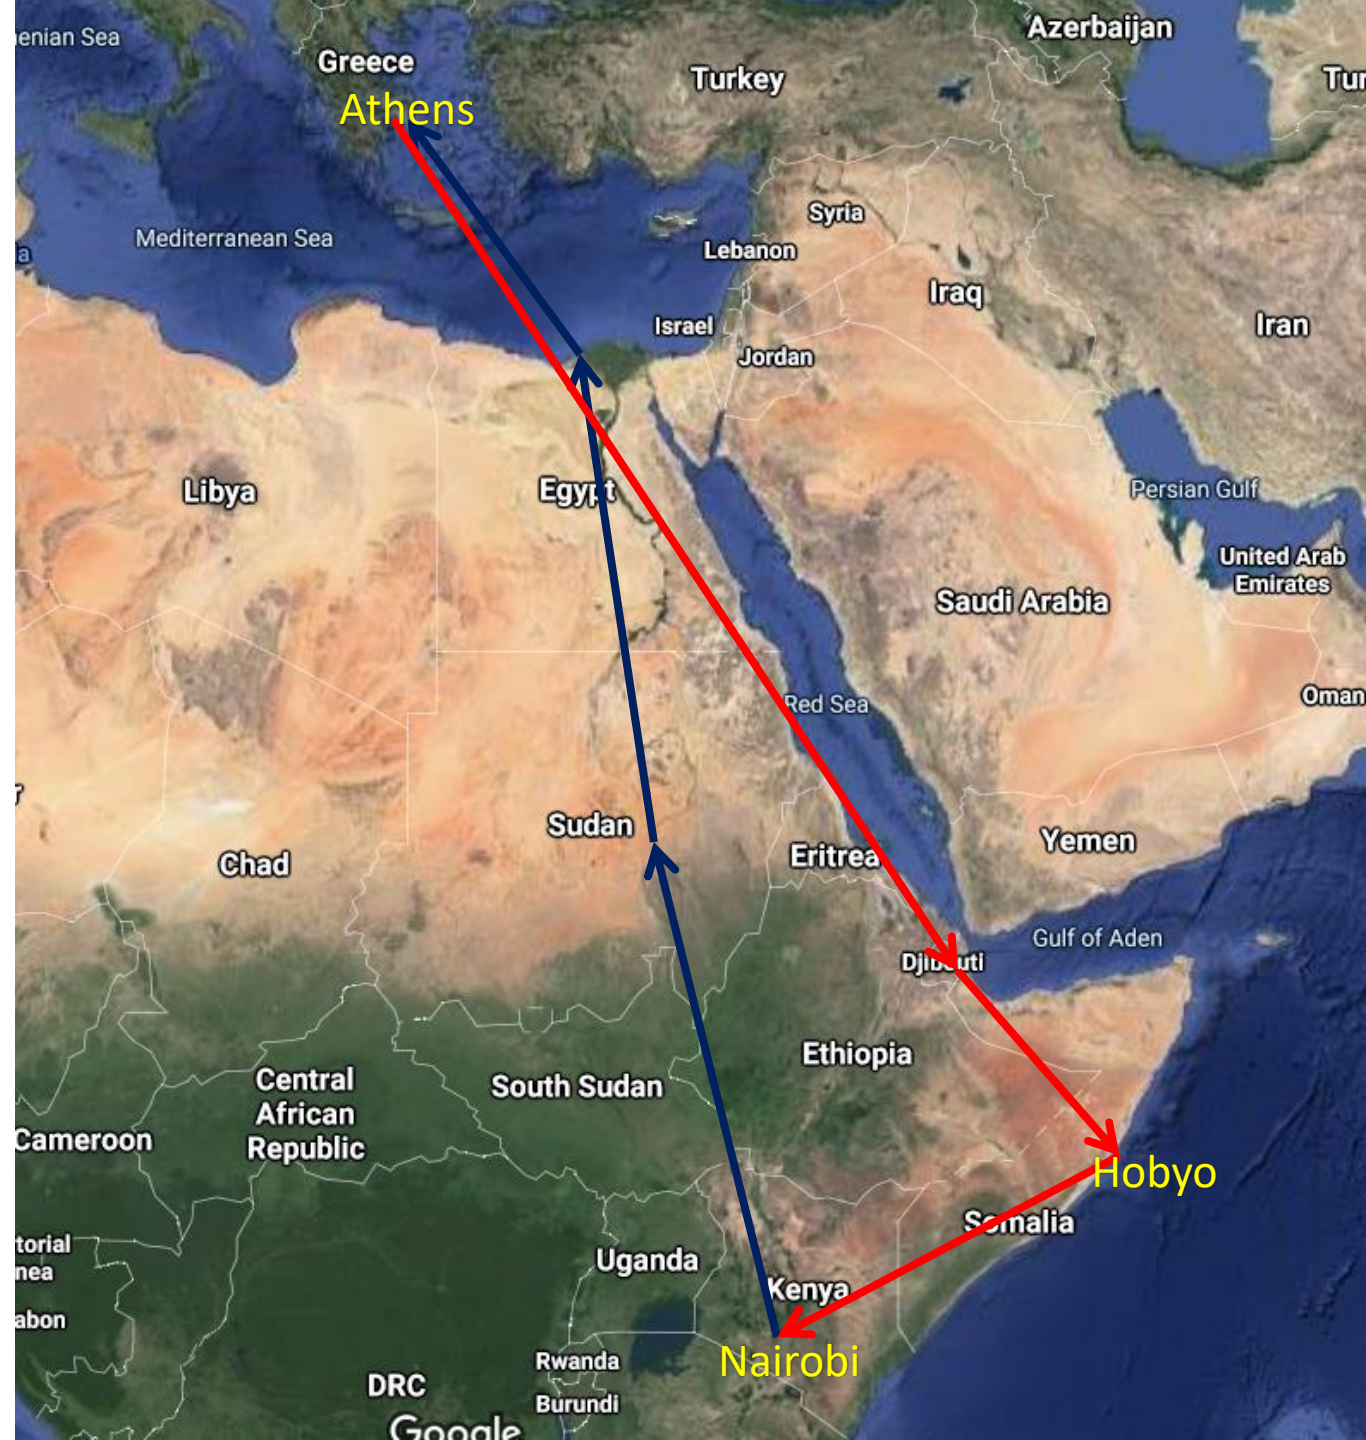 Azerbaijan
enian Sea
Greece
Turkey
Tur
Athens
Syria
Mediterranean Sea
Lebanon
a
Iraq
Israel
Iran
Jordan
Libya
Egypt
Persian Gulf
United Arab
Emirates
Saudi Arabia
Oman
Red Sea
Sudan
Yemen
Eritrea
Chad
Gulf of Aden
Djibouti
Ethiopia
Central
African
Republic
South Sudan
Cameroon
Hobyo
Somalia
torial
nea
Uganda
Kenya
abon
Nairobi
Rwanda
DRC
Burundi
Google